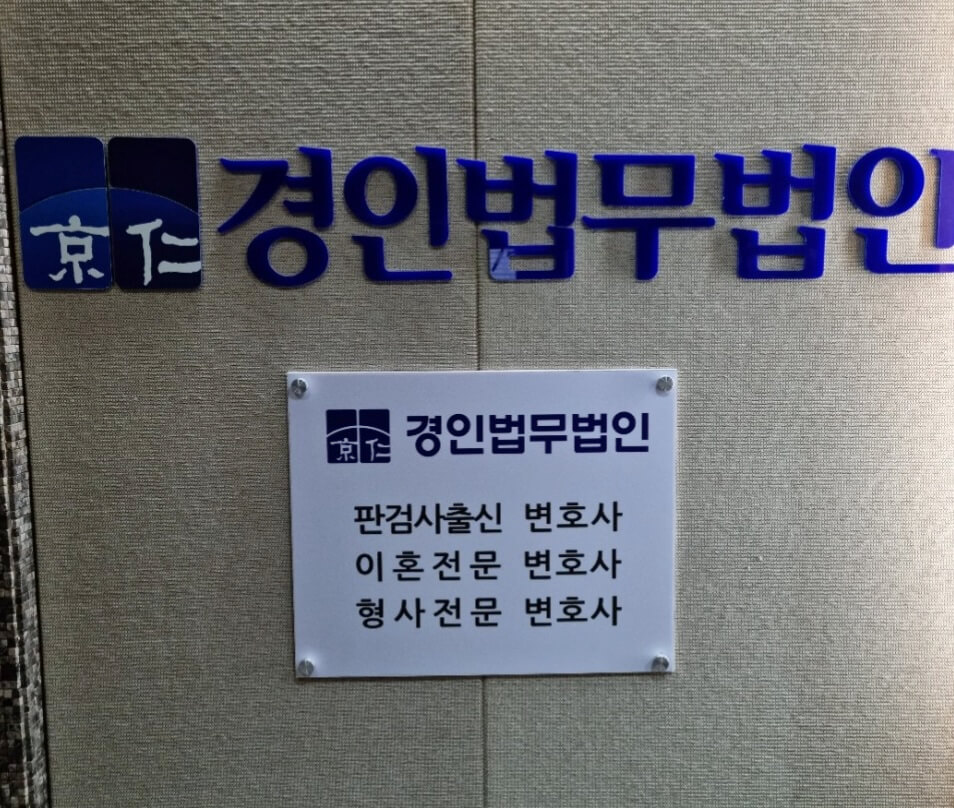 京仁 경인법무법인
京仁 경인법무법인
판검사출신 변호사
이혼전문 변호사
형사전문 변호사